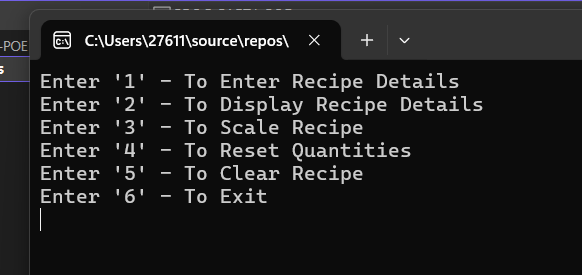 -POE
C:\Users\27611\source\repos\
Enter '1' - To Enter Recipe Details
Enter '2' - To Display Recipe Details
Enter '3' - To Scale Recipe
Enter '4' - To Reset Quantities
Enter '5' - To Clear Recipe
Enter '6' - To Exit